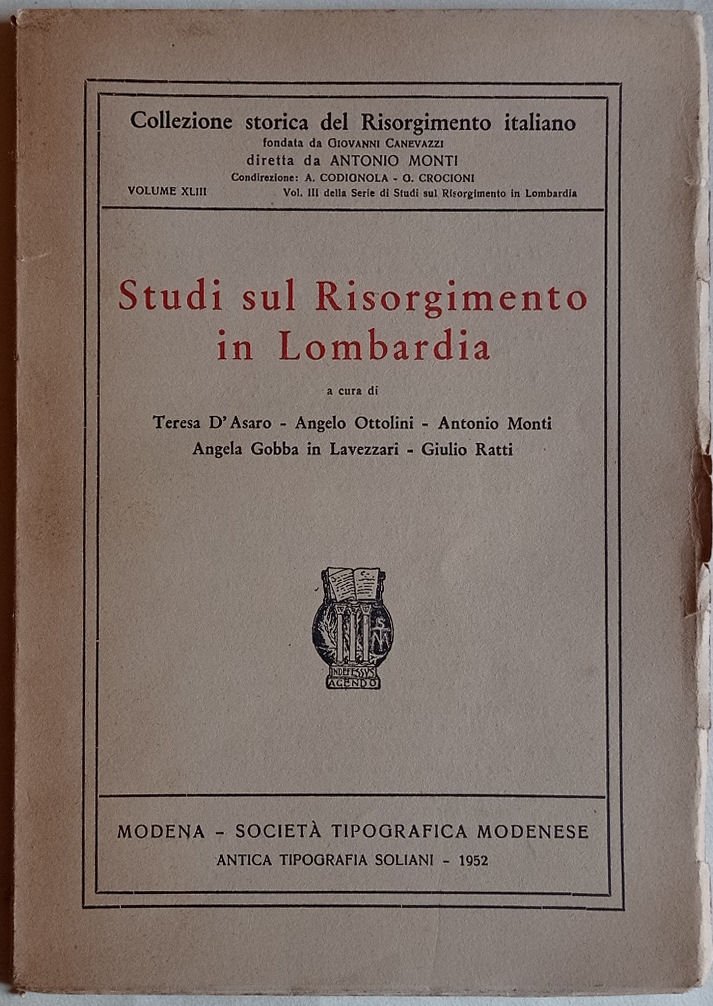 Collezione storica del Risorgimento italiano
fondata da GIOVANNI CANEVAZZI
diretta da ANTONIO MONTI
Condirezione: A. CODIGNOLA - G. CROCIONI
VOLUME XLIII Vol. III della Serie di Studi sul Risorgimento in Lombardia
Studi sul Risorgimento
in Lombardia
a cura di
Teresa D'Asaro - Angelo Ottolini - Antonio Monti
Angela Gobba in Lavezzari - Giulio Ratti
STM
INDEFESSVS
AGENDO
MODENA - SOCIETÀ TIPOGRAFICA MODENESE
ANTICA TIPOGRAFIA SOLIANI - 1952